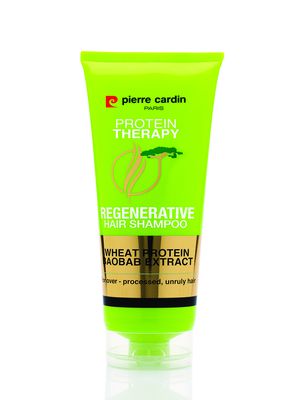 pierre cardin
PARIS
PROTEIN
THERAPY
REGENERATIVE
HAIR SHAMPOO
WHEAT PROTEIN
BAOBAB EXTRACT
over - processed, unruly hair